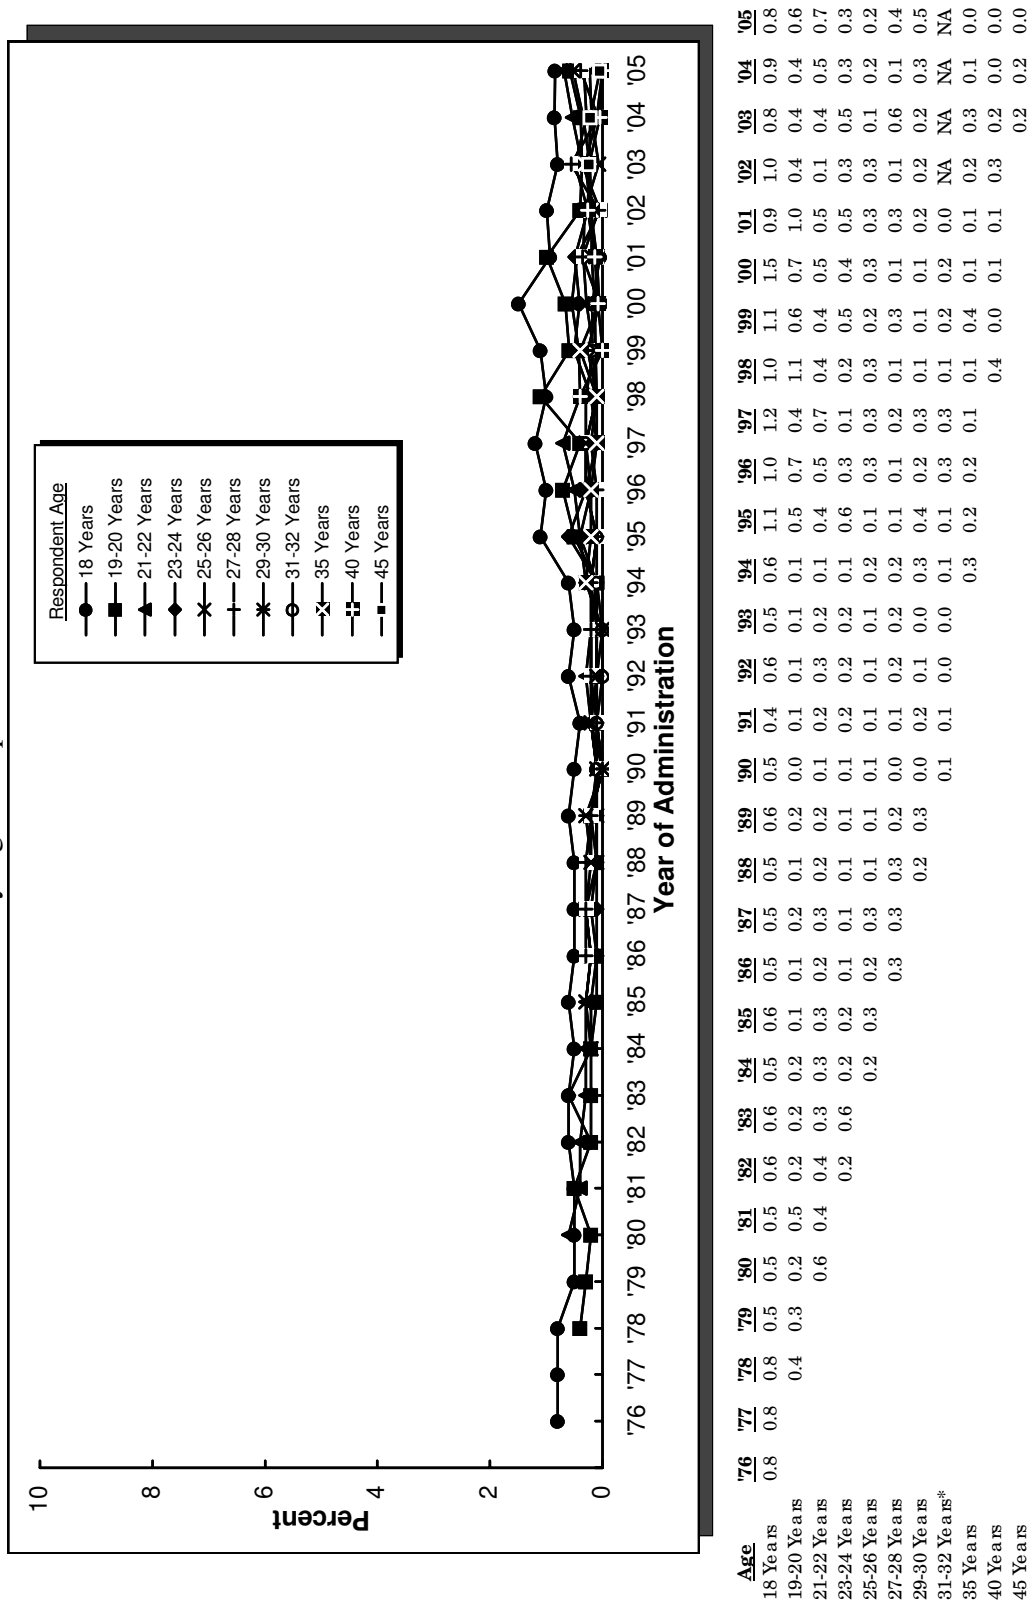 10
8
6
4
2
0
Percent
Respondent Age
18 Years
19-20 Years
21-22 Years
23-24 Years
25-26 Years
27-28 Years
29-30 Years
31-32 Years
35 Years
40 Years
45 Years
'76 '77 '78 '79 '80 '81 '82 '83 '84 '85 '86 '87 '88 '89 '90 '91 '92 '93 '94 '95 '96 '97 '98 '99 '00 '01 '02 '03 '04 '05
Year of Administration
Age '76 '77 '78 '79 '80 '81 '82 '83 '84 '85 '86 '87 '88 '89 '90 '91 '92 '93 '94 '95 '96 '97 '98 '99 '00 '01 '02 '03 '04 '05
18 Years 0.8 0.8 0.8 0.5 0.5 0.5 0.6 0.6 0.5 0.6 0.5 0.5 0.5 0.6 0.5 0.4 0.6 0.5 0.6 1.1 1.0 1.2 1.0 1.1 1.5 0.9 1.0 0.8 0.9 0.8
19-20 Years 0.4 0.3 0.2 0.5 0.2 0.2 0.2 0.1 0.1 0.2 0.1 0.2 0.0 0.1 0.1 0.1 0.1 0.5 0.7 0.4 1.1 0.6 0.7 1.0 0.4 0.4 0.4 0.6
21-22 Years 0.6 0.4 0.4 0.3 0.3 0.3 0.2 0.3 0.2 0.2 0.1 0.2 0.3 0.2 0.1 0.4 0.5 0.7 0.4 0.4 0.5 0.5 0.1 0.4 0.5 0.7
23-24 Years 0.2 0.6 0.2 0.2 0.1 0.1 0.1 0.1 0.1 0.2 0.2 0.2 0.1 0.6 0.3 0.1 0.2 0.5 0.4 0.5 0.3 0.5 0.3 0.3
25-26 Years 0.2 0.3 0.2 0.3 0.1 0.1 0.1 0.1 0.1 0.1 0.2 0.1 0.3 0.3 0.3 0.2 0.3 0.3 0.3 0.1 0.2 0.2
27-28 Years 0.3 0.3 0.3 0.2 0.0 0.1 0.2 0.2 0.2 0.1 0.1 0.2 0.1 0.3 0.1 0.3 0.1 0.6 0.1 0.4
29-30 Years 0.2 0.3 0.0 0.2 0.1 0.0 0.3 0.4 0.2 0.3 0.1 0.1 0.1 0.2 0.2 0.2 0.3 0.5
31-32 Years* 0.1 0.1 0.0 0.0 0.1 0.1 0.3 0.3 0.1 0.2 0.2 0.0 NA NA NA NA
35 Years 0.3 0.2 0.2 0.1 0.1 0.4 0.1 0.1 0.2 0.3 0.1 0.0
40 Years 0.4 0.0 0.1 0.1 0.3 0.2 0.0 0.0
45 Years 0.2 0.2 0.0